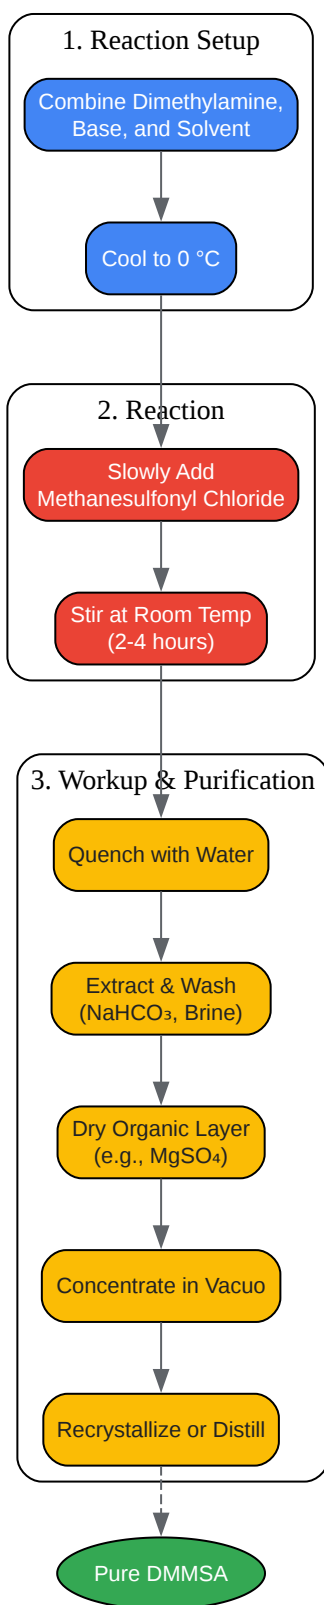 1. Reaction Setup
Combine Dimethylamine,
Base, and Solvent
Cool to 0 °C
2. Reaction
Slowly Add
Methanesulfonyl Chloride
Stir at Room Temp
(2-4 hours)
3. Workup & Purification
Quench with Water
Extract & Wash
(NaHCO₃, Brine)
Dry Organic Layer
(e.g., MgSO₄)
Concentrate in Vacuo
Recrystallize or Distill
Pure DMMSA